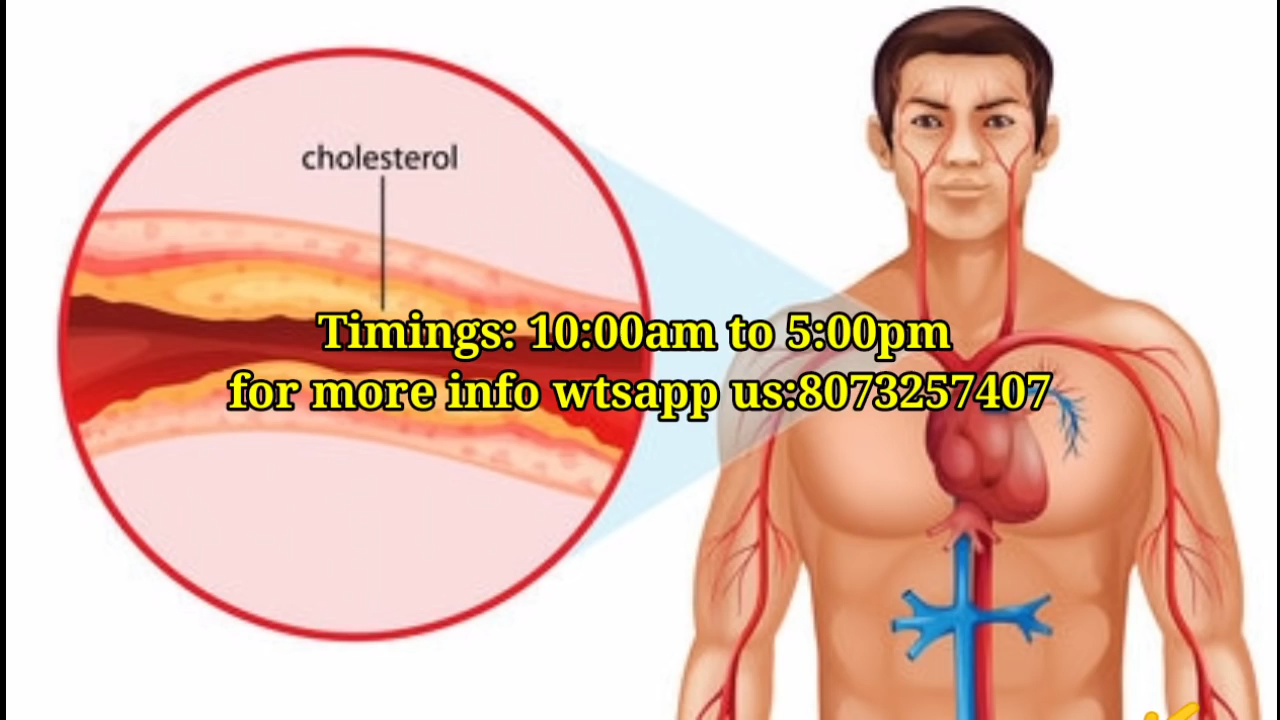 cholesterol
Timings: 10:00am to 5:00pm
for more info wtsapp us:8073257407